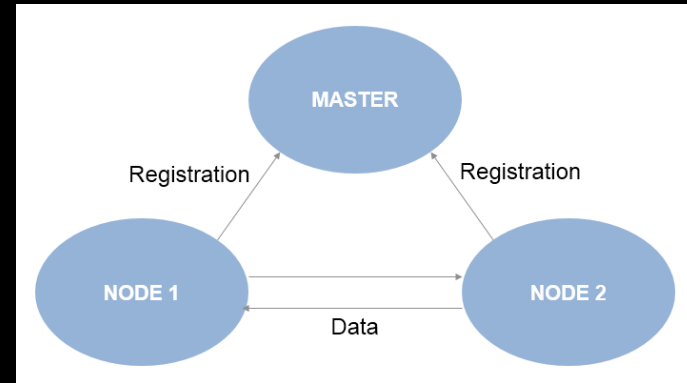 MASTER
Registration
Registration
NODE 1
NODE 2
Data